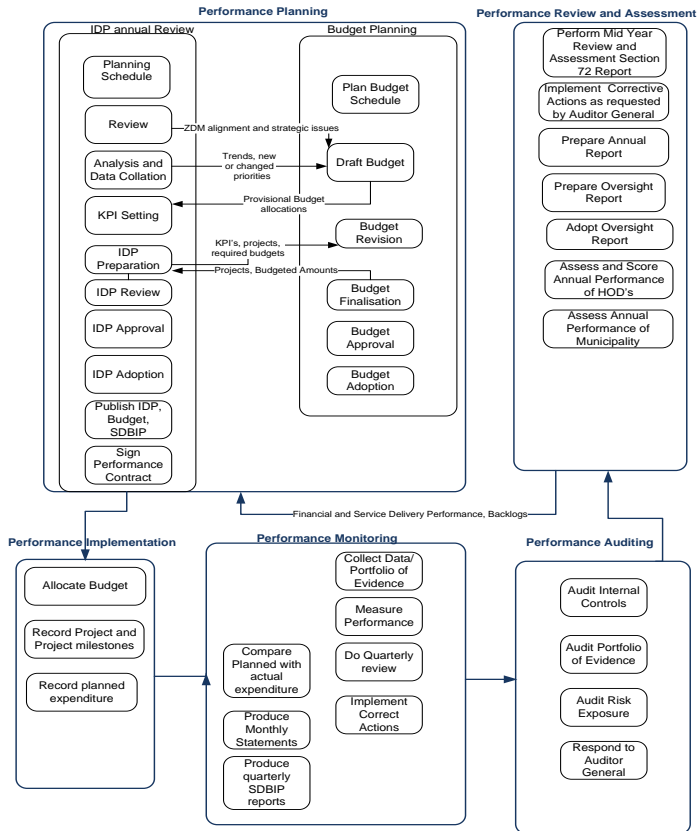 Performance Planning
IDP annual Review
Planning
Schedule
Review
Analysis and
Data Collation
KPI Setting
IDP
Preparation
IDP Review
IDP Approval
IDP Adoption
Publish IDP,
Budget,
SDBIP
Sign
Performance
Contract
ZDM alignment and strategic issues
Trends, new
or changed
priorities
Provisional Budget
allocations
KPI's, projects,
required budgets
Projects, Budgeted Amounts
Budget Planning
Plan Budget
Schedule
Draft Budget
Budget
Revision
Budget
Finalisation
Budget
Approval
Budget
Adoption
Performance Review and Assessment
Perform Mid Year
Review and
Assessment Section
72 Report
Implement Corrective
Actions as requested
by Auditor General
Prepare Annual
Report
Prepare Oversight
Report
Adopt Oversight
Report
Assess and Score
Annual Performance
of HOD's
Assess Annual
Performance of
Municipality
Financial and Service Delivery Performance, Backlogs
Performance Implementation
Allocate Budget
Record Project and
Project milestones
Record planned
expenditure
Performance Monitoring
Compare
Planned with
actual
expenditure
Produce
Monthly
Statements
Produce
quarterly
SDBIP
reports
Collect Data/
Portfolio of
Evidence
Measure
Performance
Do Quarterly
review
Implement
Correct
Actions
Performance Auditing
Audit Internal
Controls
Audit Portfolio
of Evidence
Audit Risk
Exposure
Respond to
Auditor
General